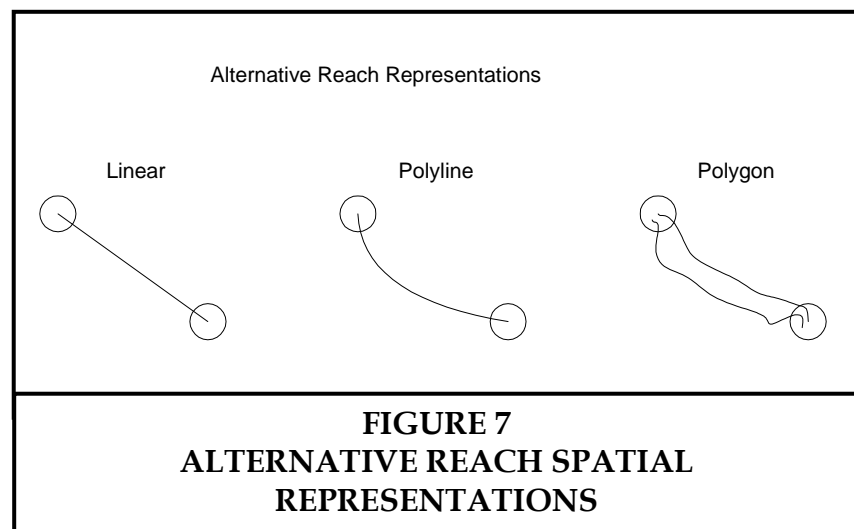 Alternative Reach Representations
Linear
Polyline
Polygon
FIGURE 7
ALTERNATIVE REACH SPATIAL
REPRESENTATIONS